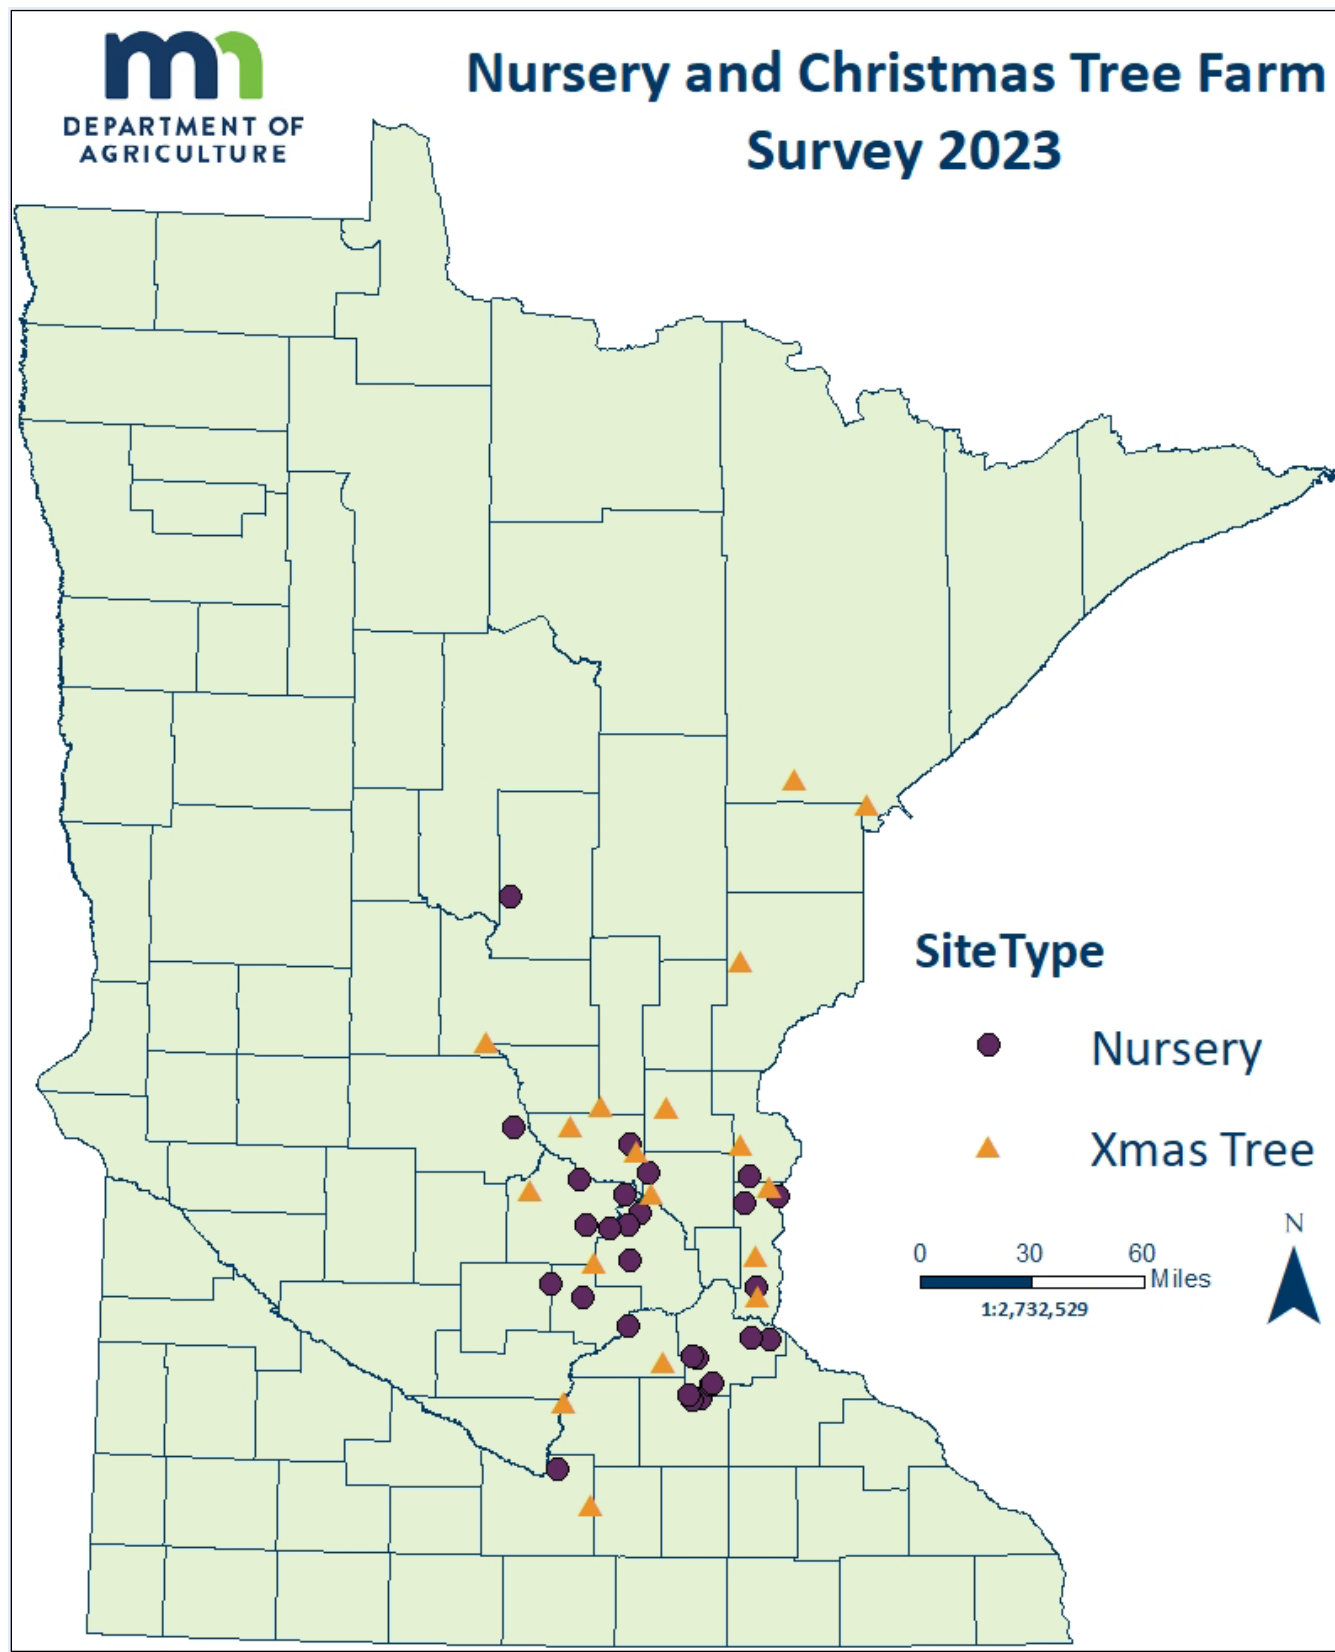 mn
DEPARTMENT OF
AGRICULTURE
Nursery and Christmas Tree Farm
Survey 2023
SiteType
Nursery
Xmas Tree
N
0 30 60
Miles
1:2,732,529